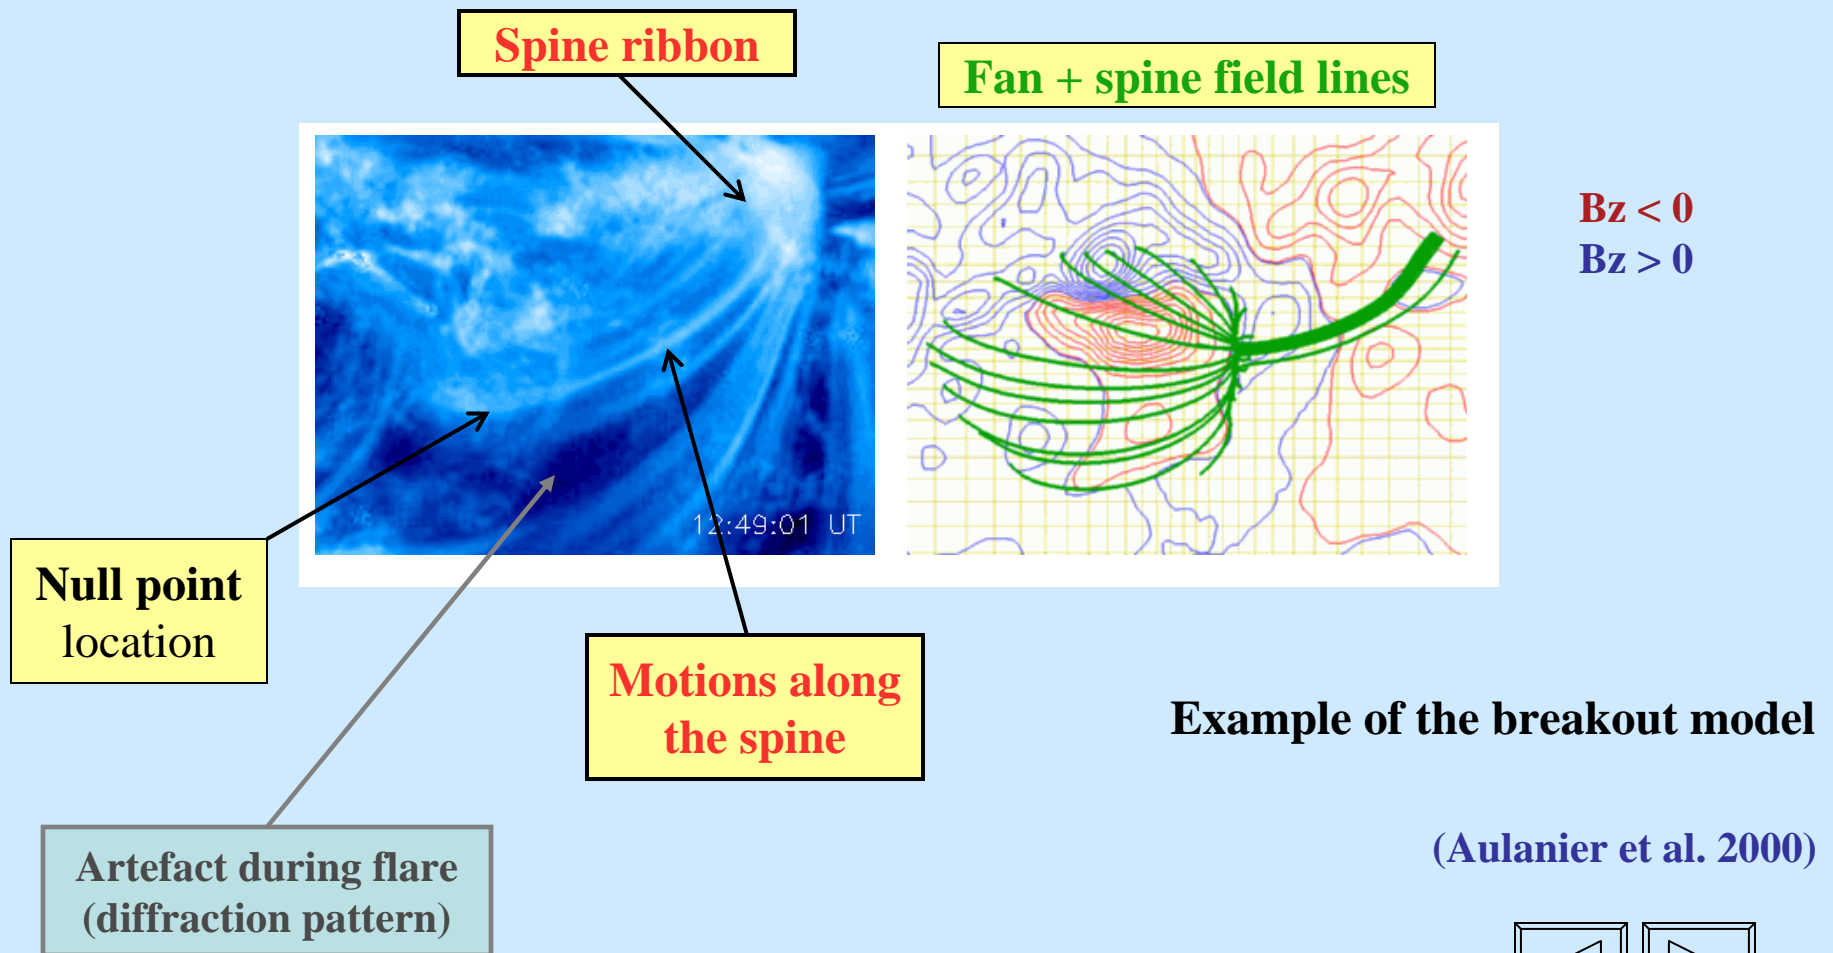 Spine ribbon
Fan + spine field lines
Bz < 0
Bz > 0
12:49:01 UT
Null point
location
Motions along
the spine
Example of the breakout model
(Aulanier et al. 2000)
Artefact during flare
(diffraction pattern)